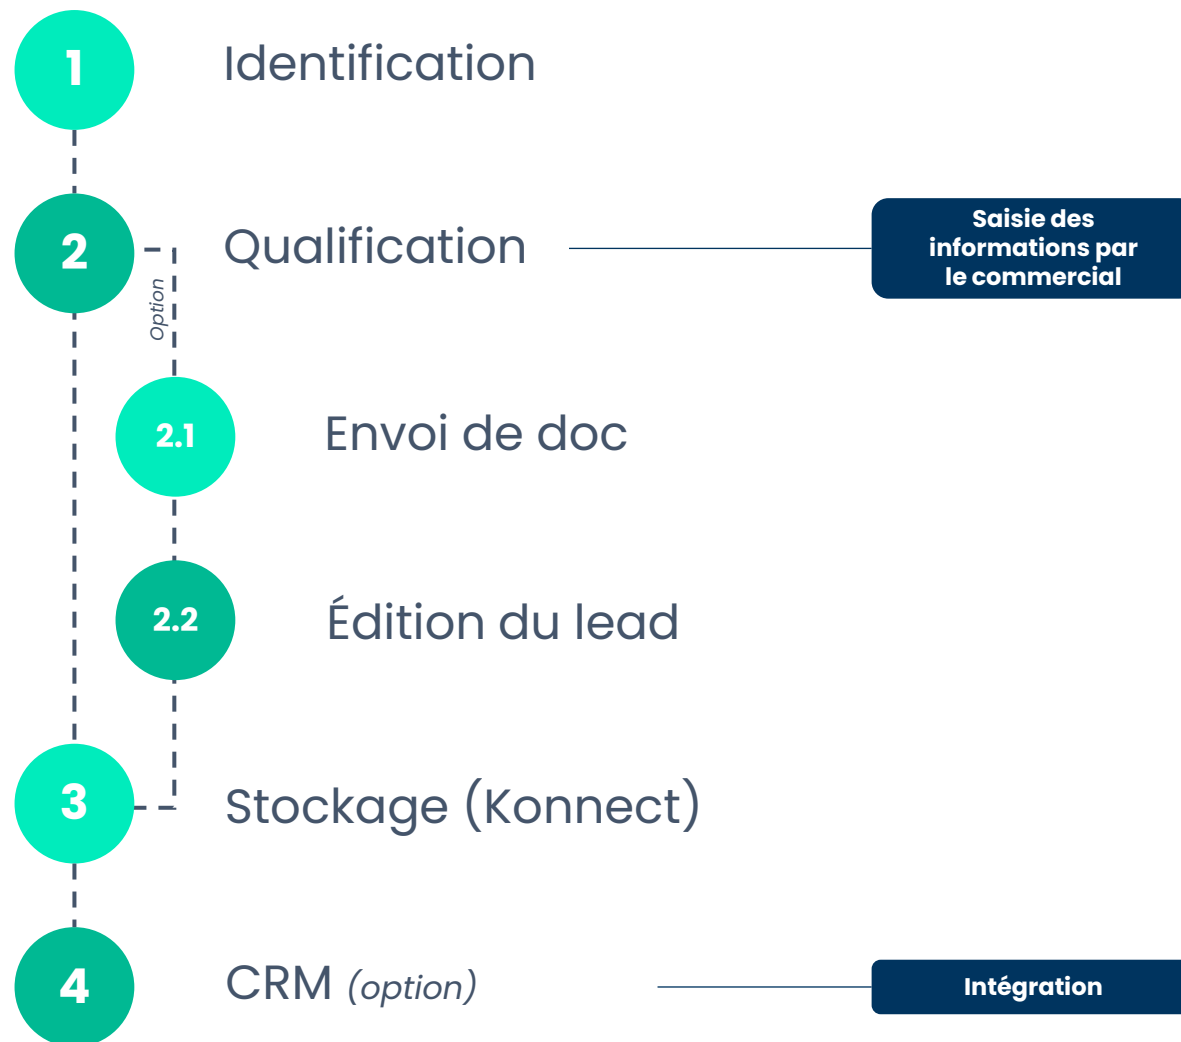 1
Identification
2
Qualification
Saisie des
informations par
le commercial
Option
2.1
Envoi de doc
2.2
Édition du lead
3
Stockage (Konnect)
4
CRM (option)
Intégration